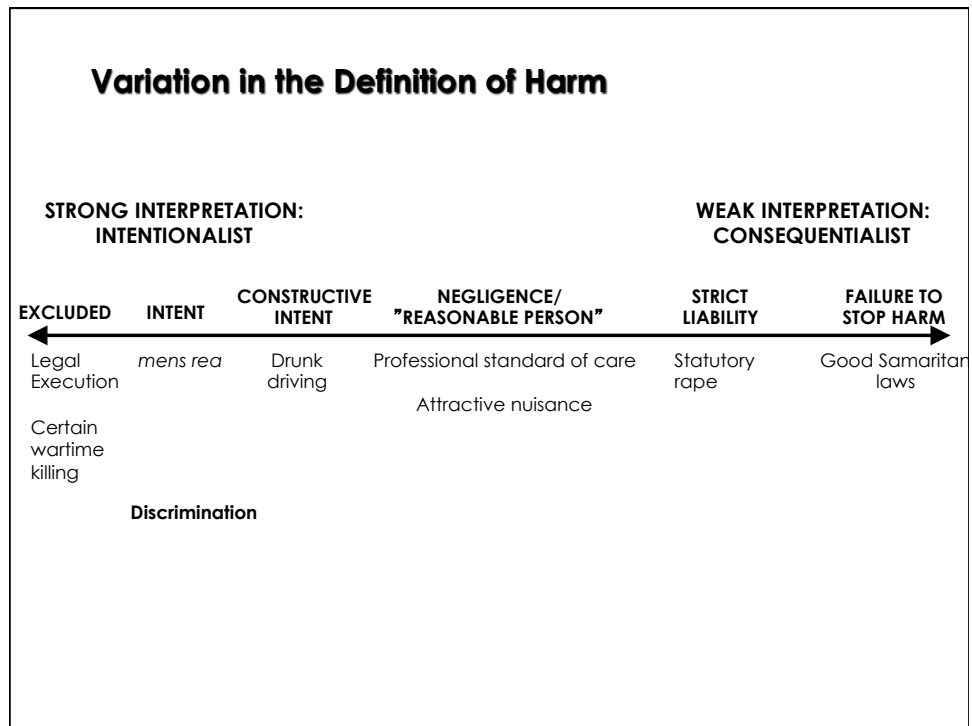 Variation in the Definition of Harm
STRONG INTERPRETATION:
INTENTIONALIST
WEAK INTERPRETATION:
CONSEQUENTIALIST
EXCLUDED
INTENT
CONSTRUCTIVE
INTENT
NEGLIGENCE/
"REASONABLE PERSON"
STRICT
LIABILITY
FAILURE TO
STOP HARM
Legal
Execution
Certain
wartime
killing
mens rea
Drunk
driving
Professional standard of care
Attractive nuisance
Statutory
rape
Good Samaritan
laws
Discrimination